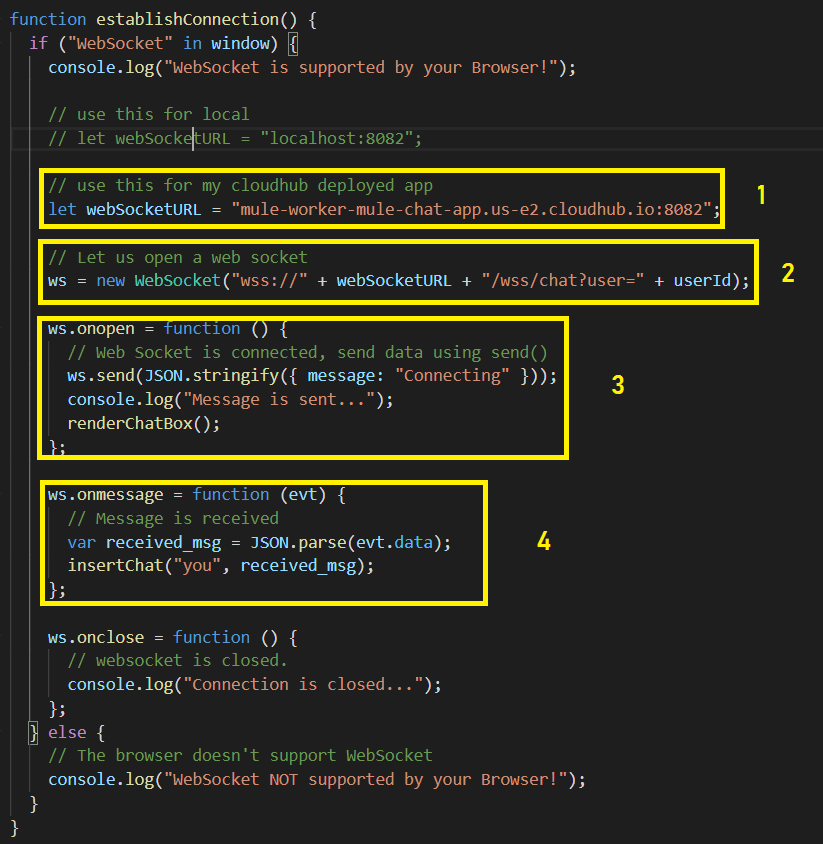 function establishConnection() {
if ("WebSocket" in window) {
console.log("WebSocket is supported by your Browser!");
// use this for local
// let webSocketURL = "localhost:8082";
// use this for my cloudhub deployed app
let webSocketURL = "mule-worker-mule-chat-app.us-e2.cloudhub.io:8082";
1
// Let us open a web socket
ws = new WebSocket("wss://" + webSocketURL + "/wss/chat?user=" + userId);
2
ws.onopen = function () {
// Web Socket is connected, send data using send()
ws.send(JSON.stringify({ message: "Connecting" }));
console.log("Message is sent...");
renderChatBox();
};
3
ws.onmessage = function (evt) {
// Message is received
var received_msg = JSON.parse(evt.data);
insertChat("you", received_msg);
};
4
ws.onclose = function () {
// websocket is closed.
console.log("Connection is closed...");
};
} else {
// The browser doesn't support WebSocket
console.log("WebSocket NOT supported by your Browser!");
}
}